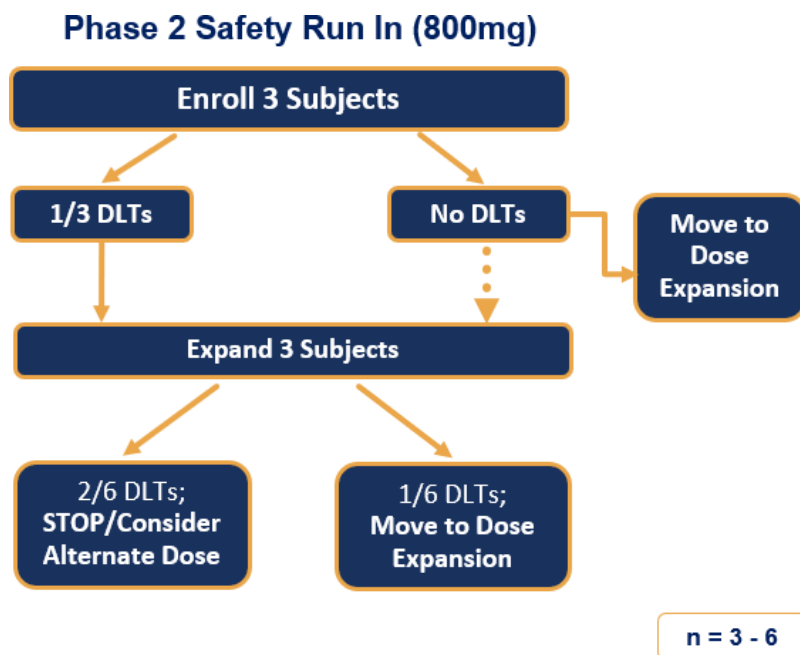 Phase 2 Safety Run In (800mg)
Enroll 3 Subjects
1/3 DLTs
No DLTs
Move to
Dose
Expansion
Expand 3 Subjects
2/6 DLTs;
STOP/Consider
Alternate Dose
1/6 DLTs;
Move to Dose
Expansion
n = 3 - 6